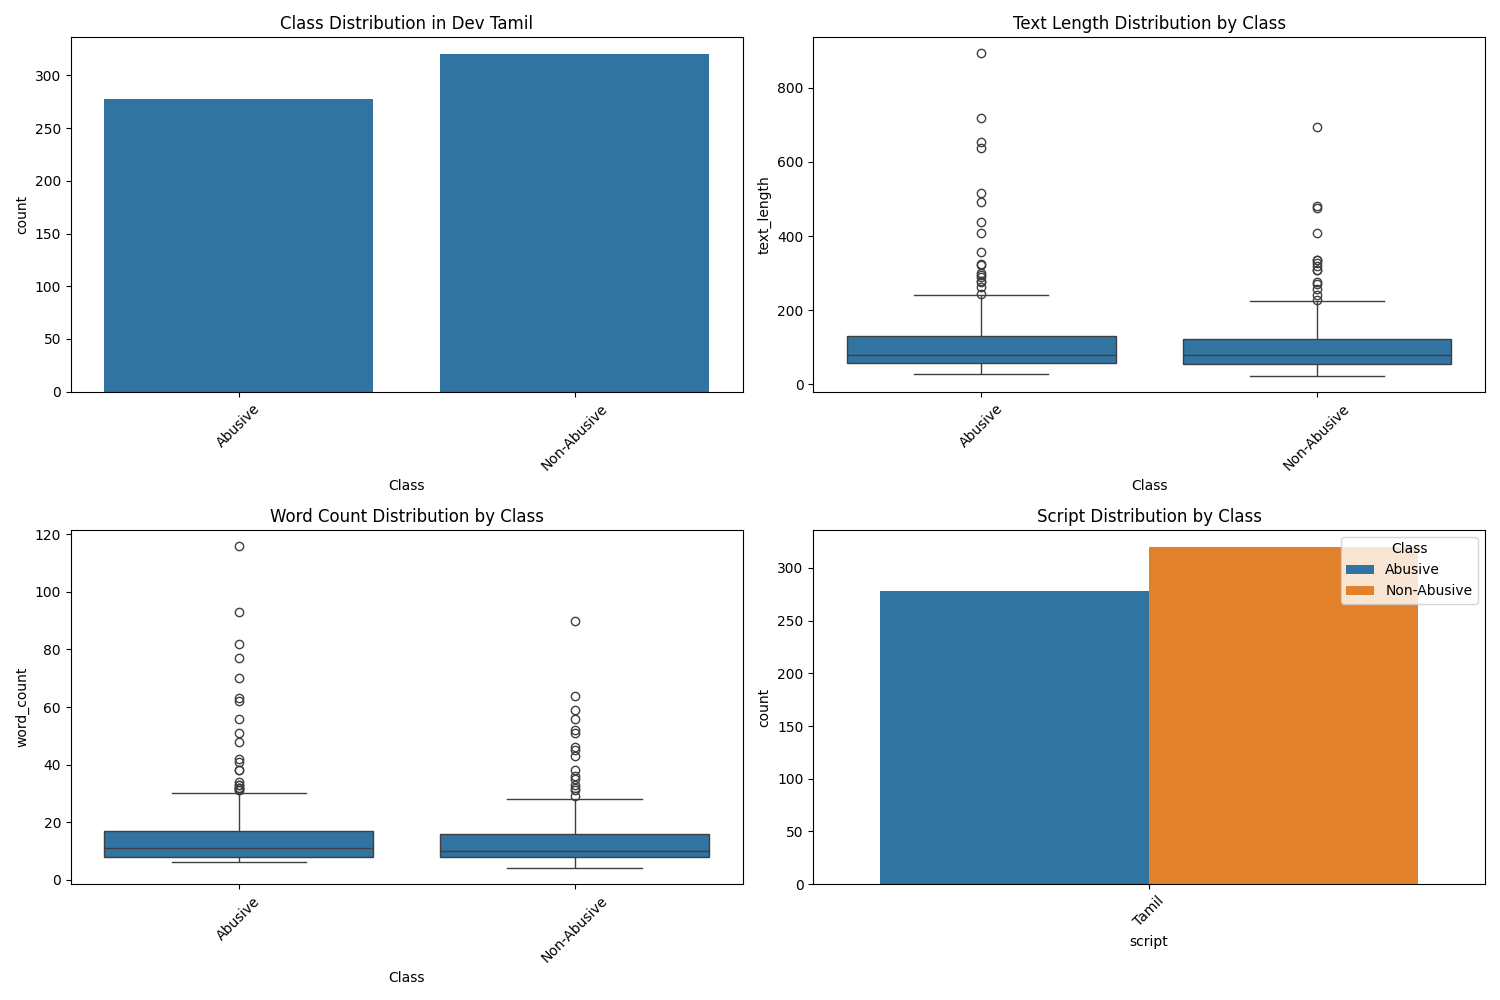 Class Distribution in Dev Tamil
300
250
200
150
100
50
0
count
Abusive
Non-Abusive
Class
Text Length Distribution by Class
800
600
400
200
0
text_length
Abusive
Non-Abusive
Class
Word Count Distribution by Class
120
100
80
60
40
20
0
word_count
Abusive
Non-Abusive
Class
Script Distribution by Class
Class
Abusive
Non-Abusive
300
250
200
150
100
50
0
count
Tamil
script